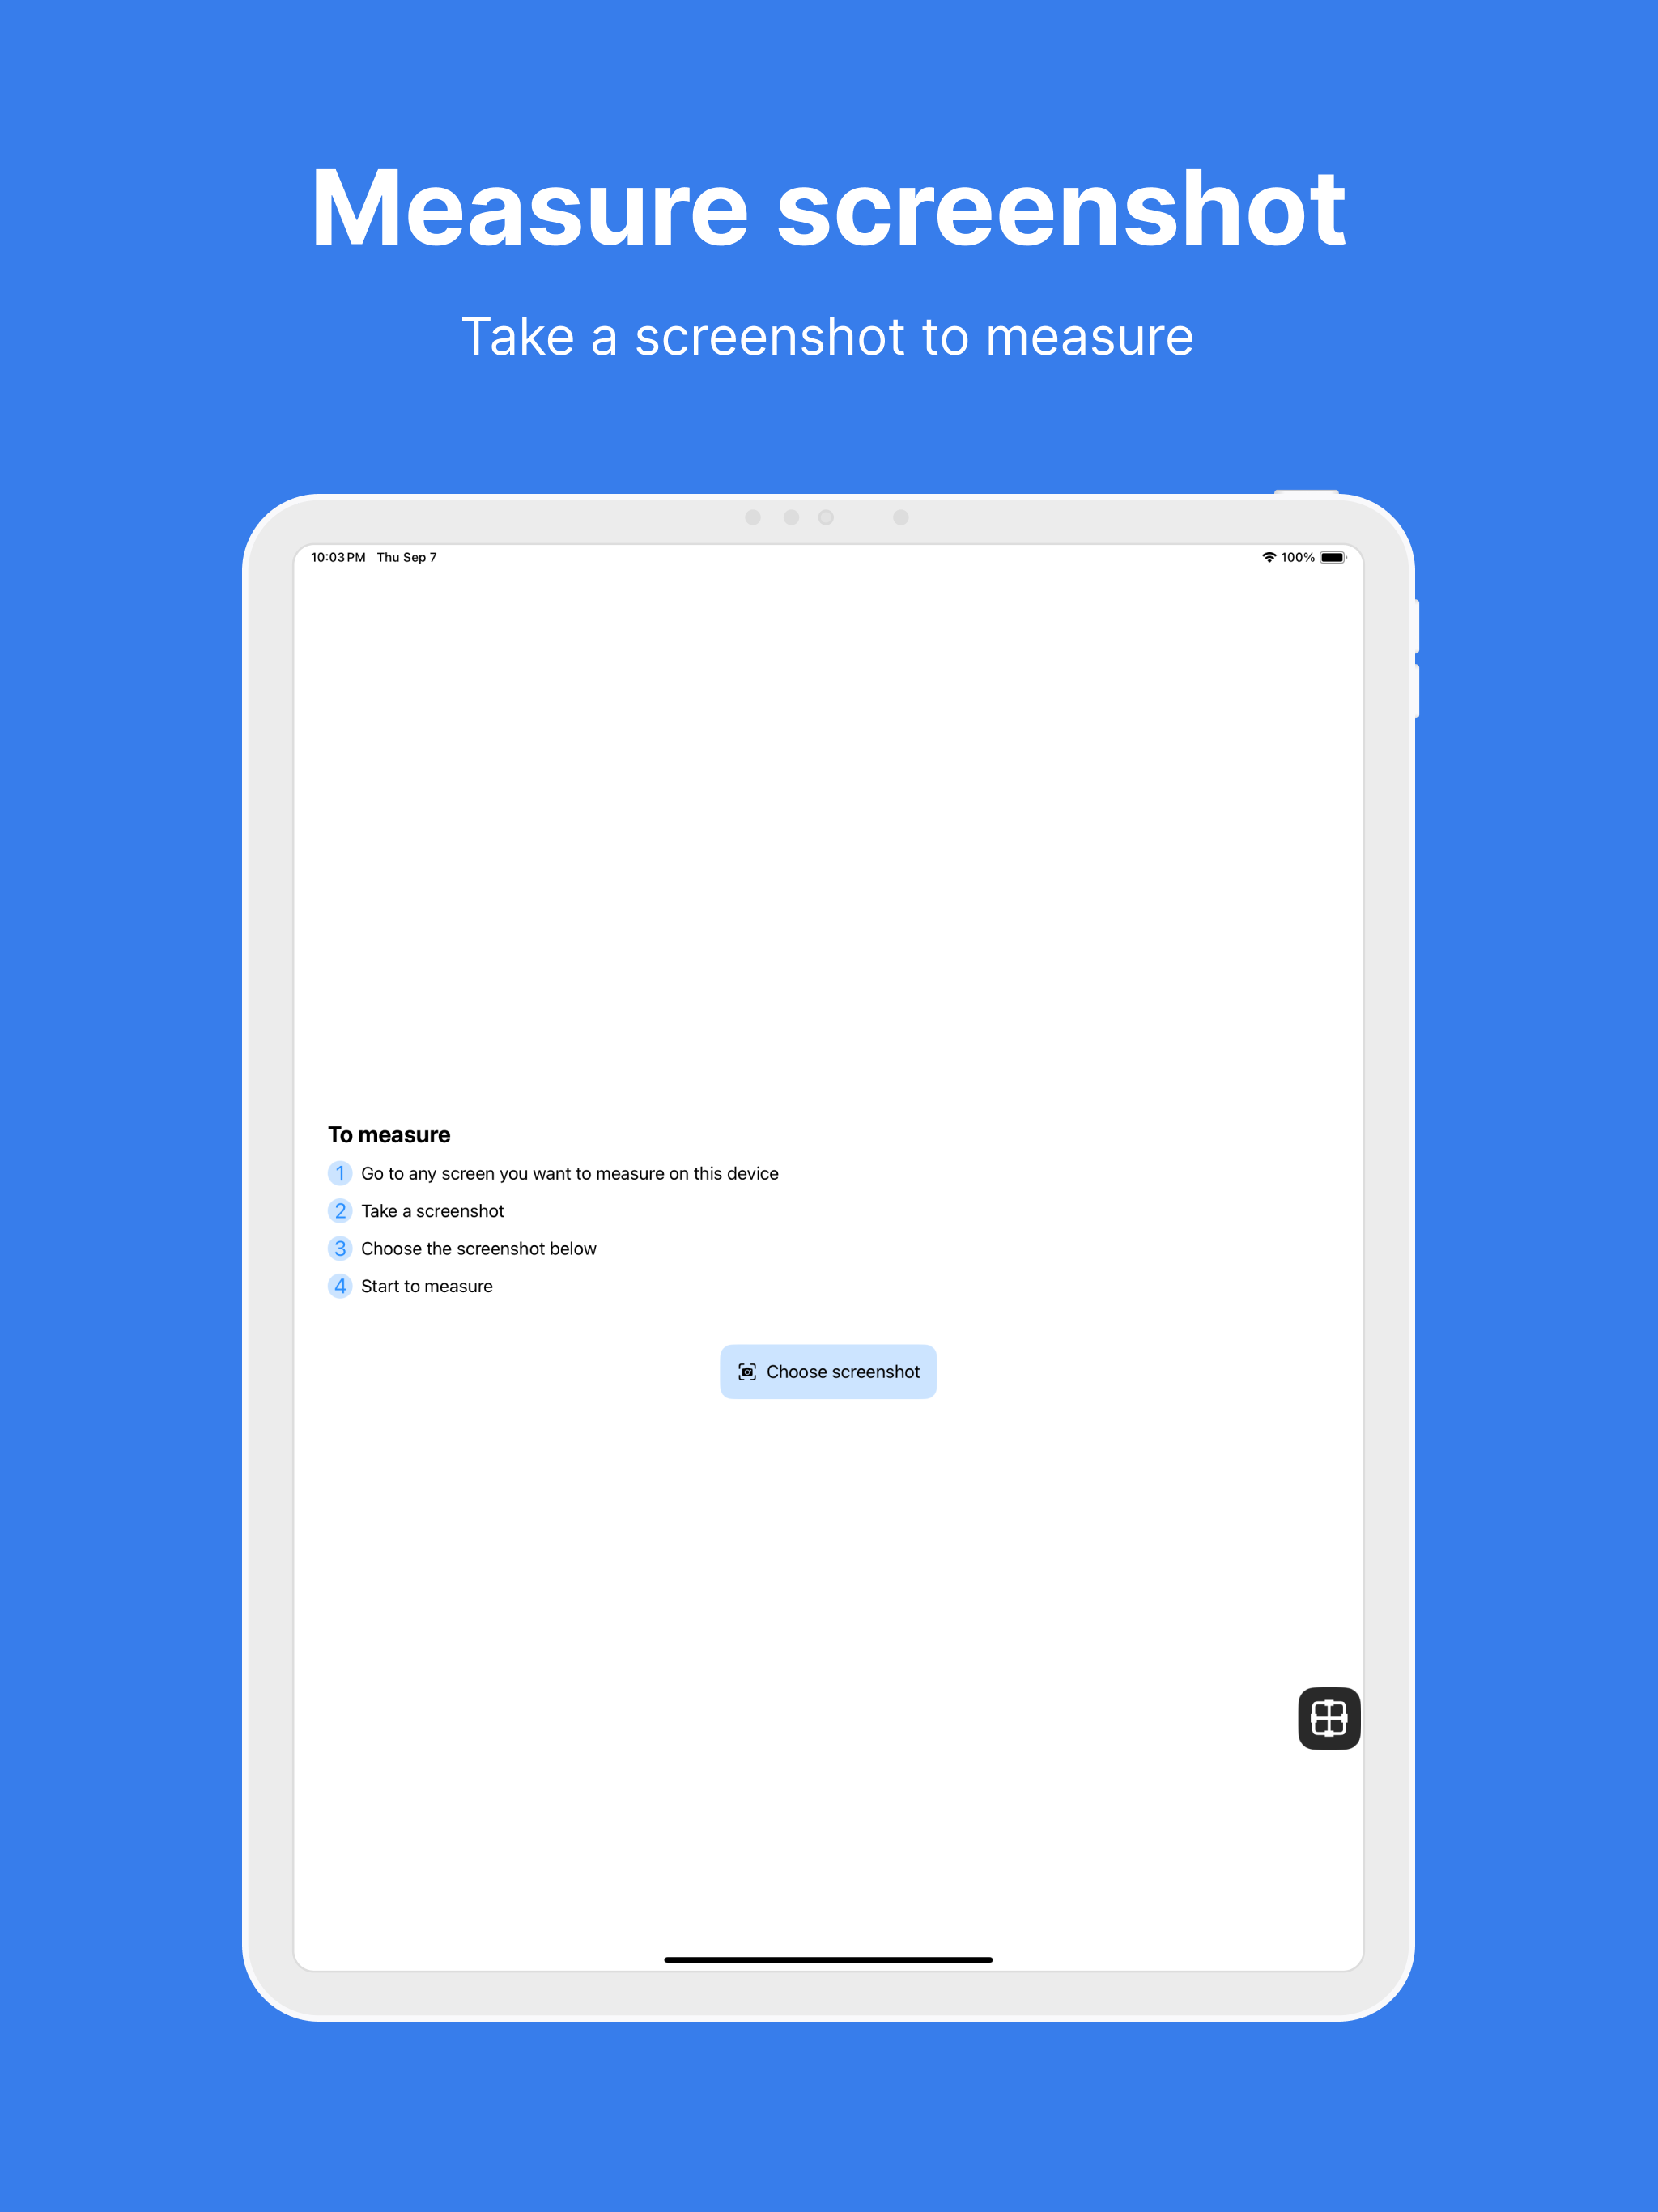 Measure screenshot
Take a screenshot to measure
10:03 PM Thu Sep 7 100%
To measure
1 Go to any screen you want to measure on this device
2 Take a screenshot
3 Choose the screenshot below
4 Start to measure
Choose screenshot